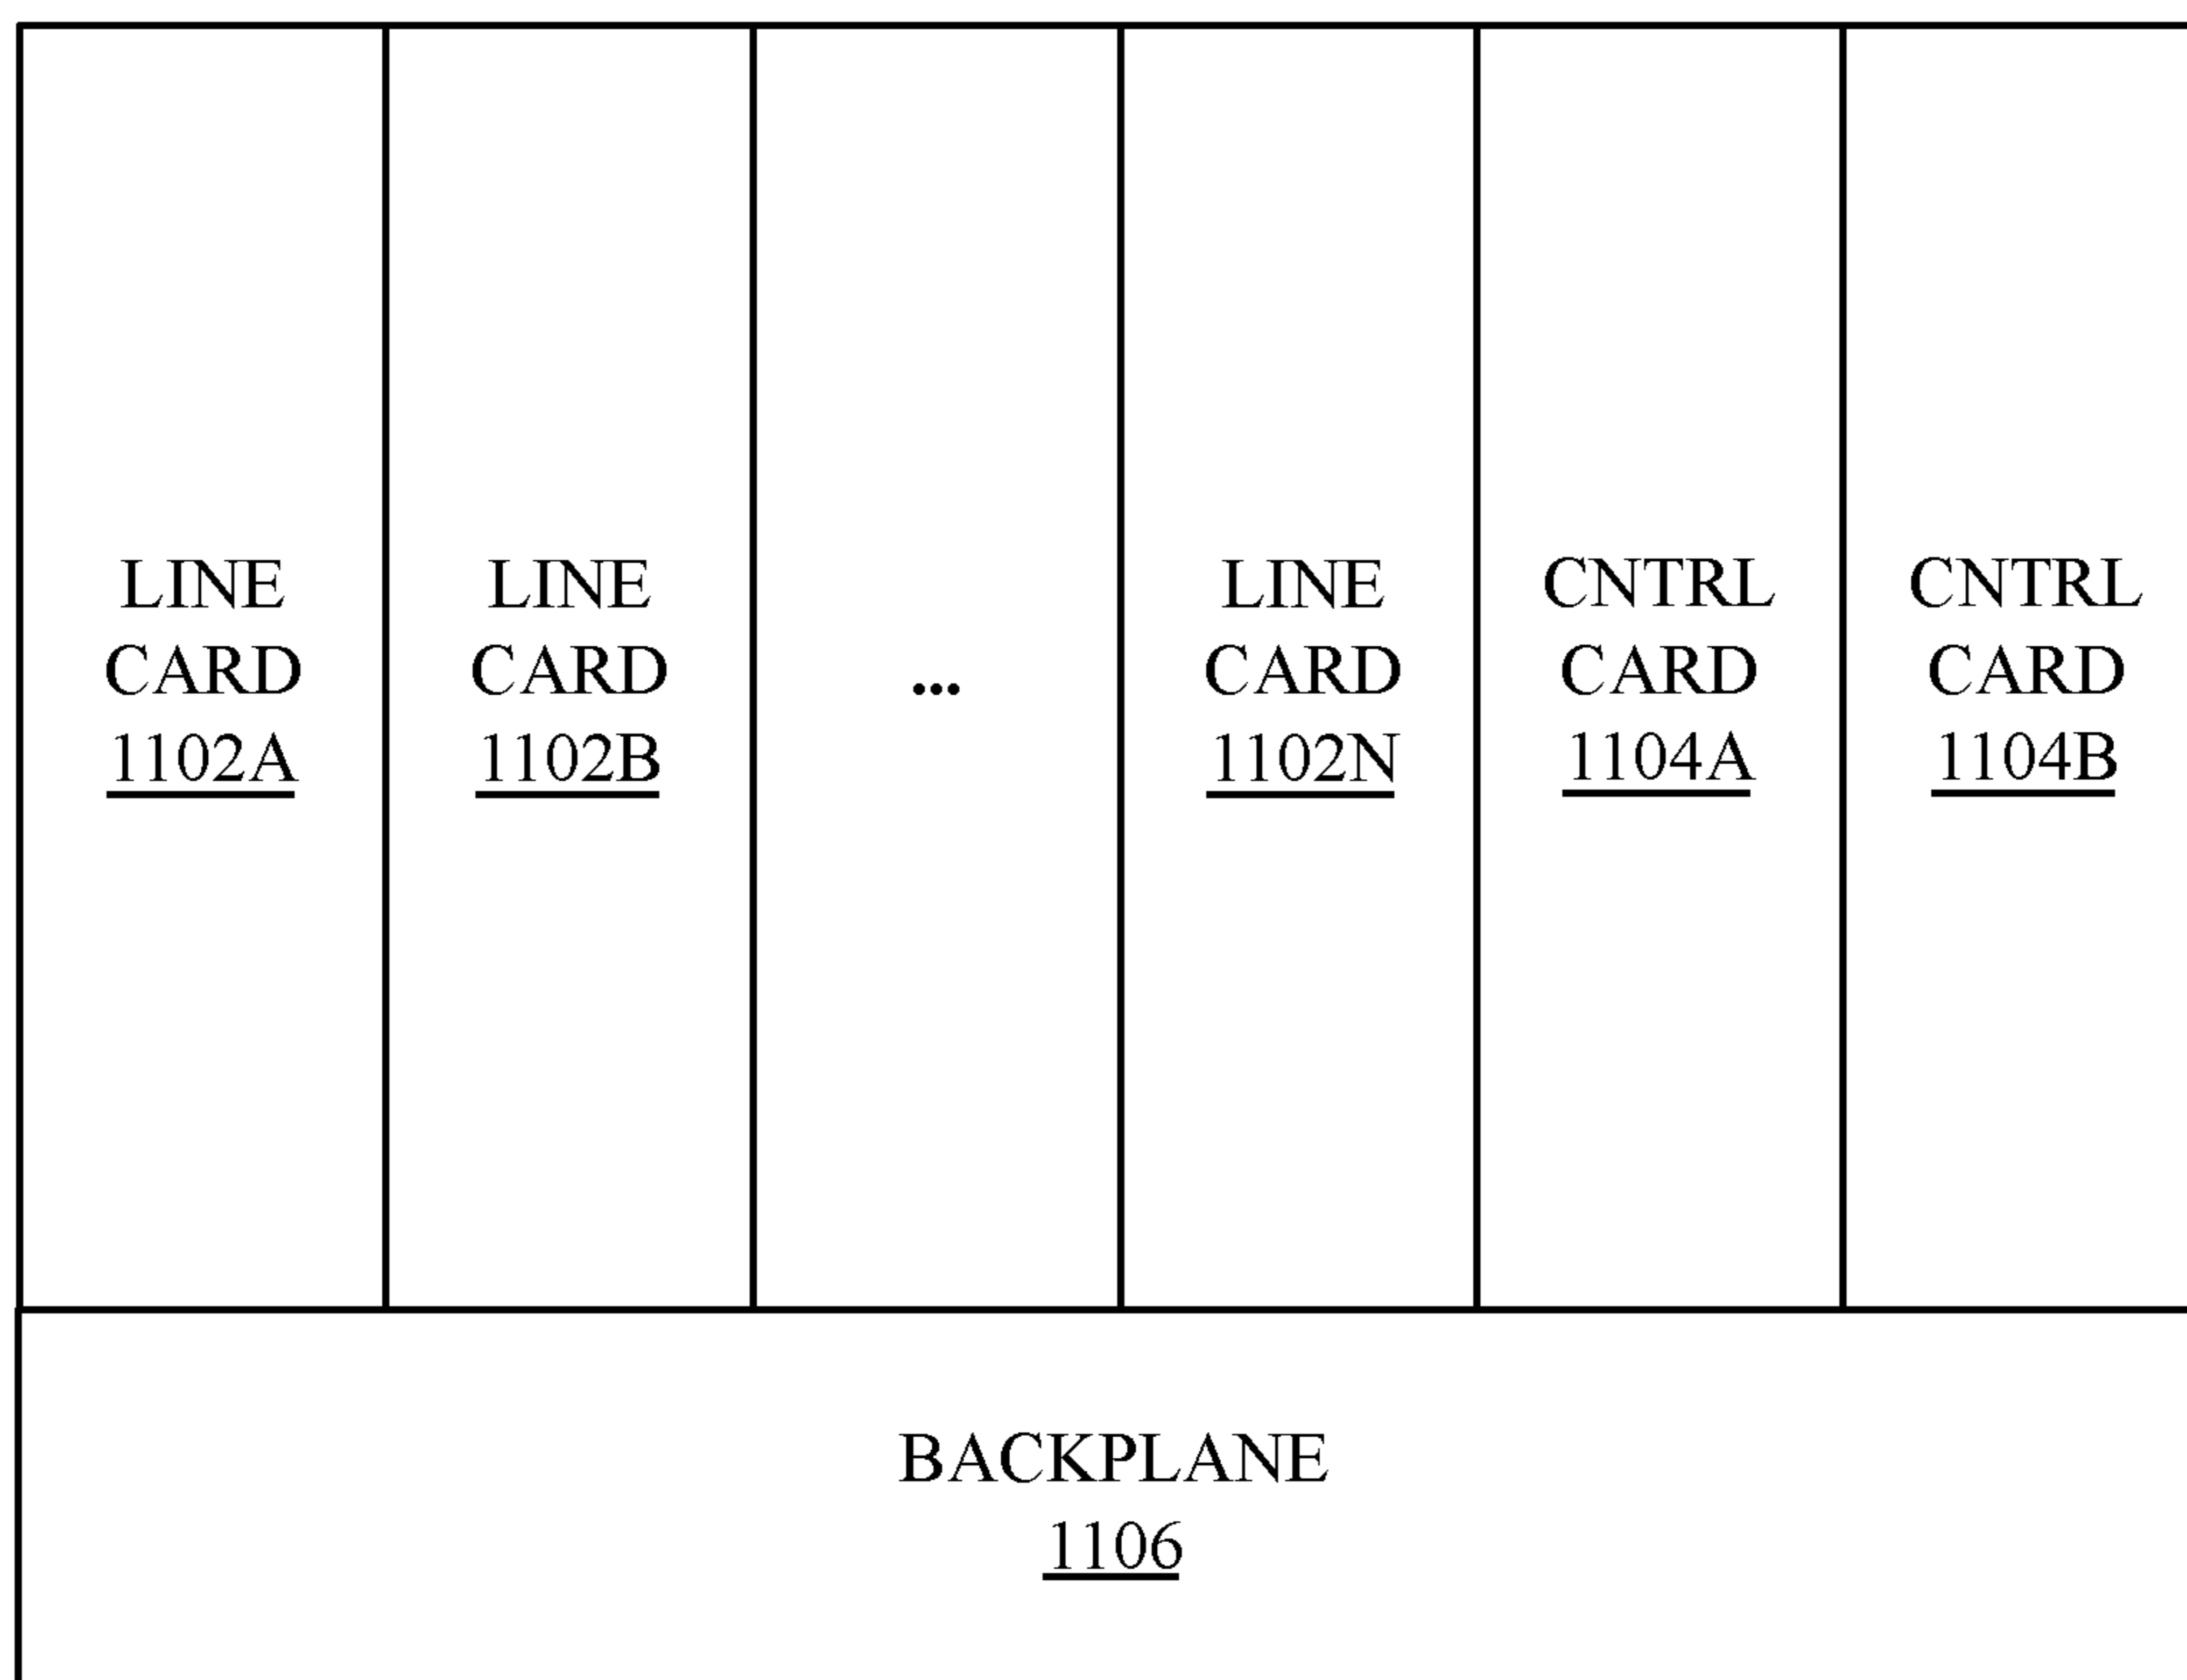 LINE
CARD
1102A
LINE
CARD
1102B
...
LINE
CARD
1102N
CNTRL
CARD
1104A
CNTRL
CARD
1104B
BACKPLANE
1106